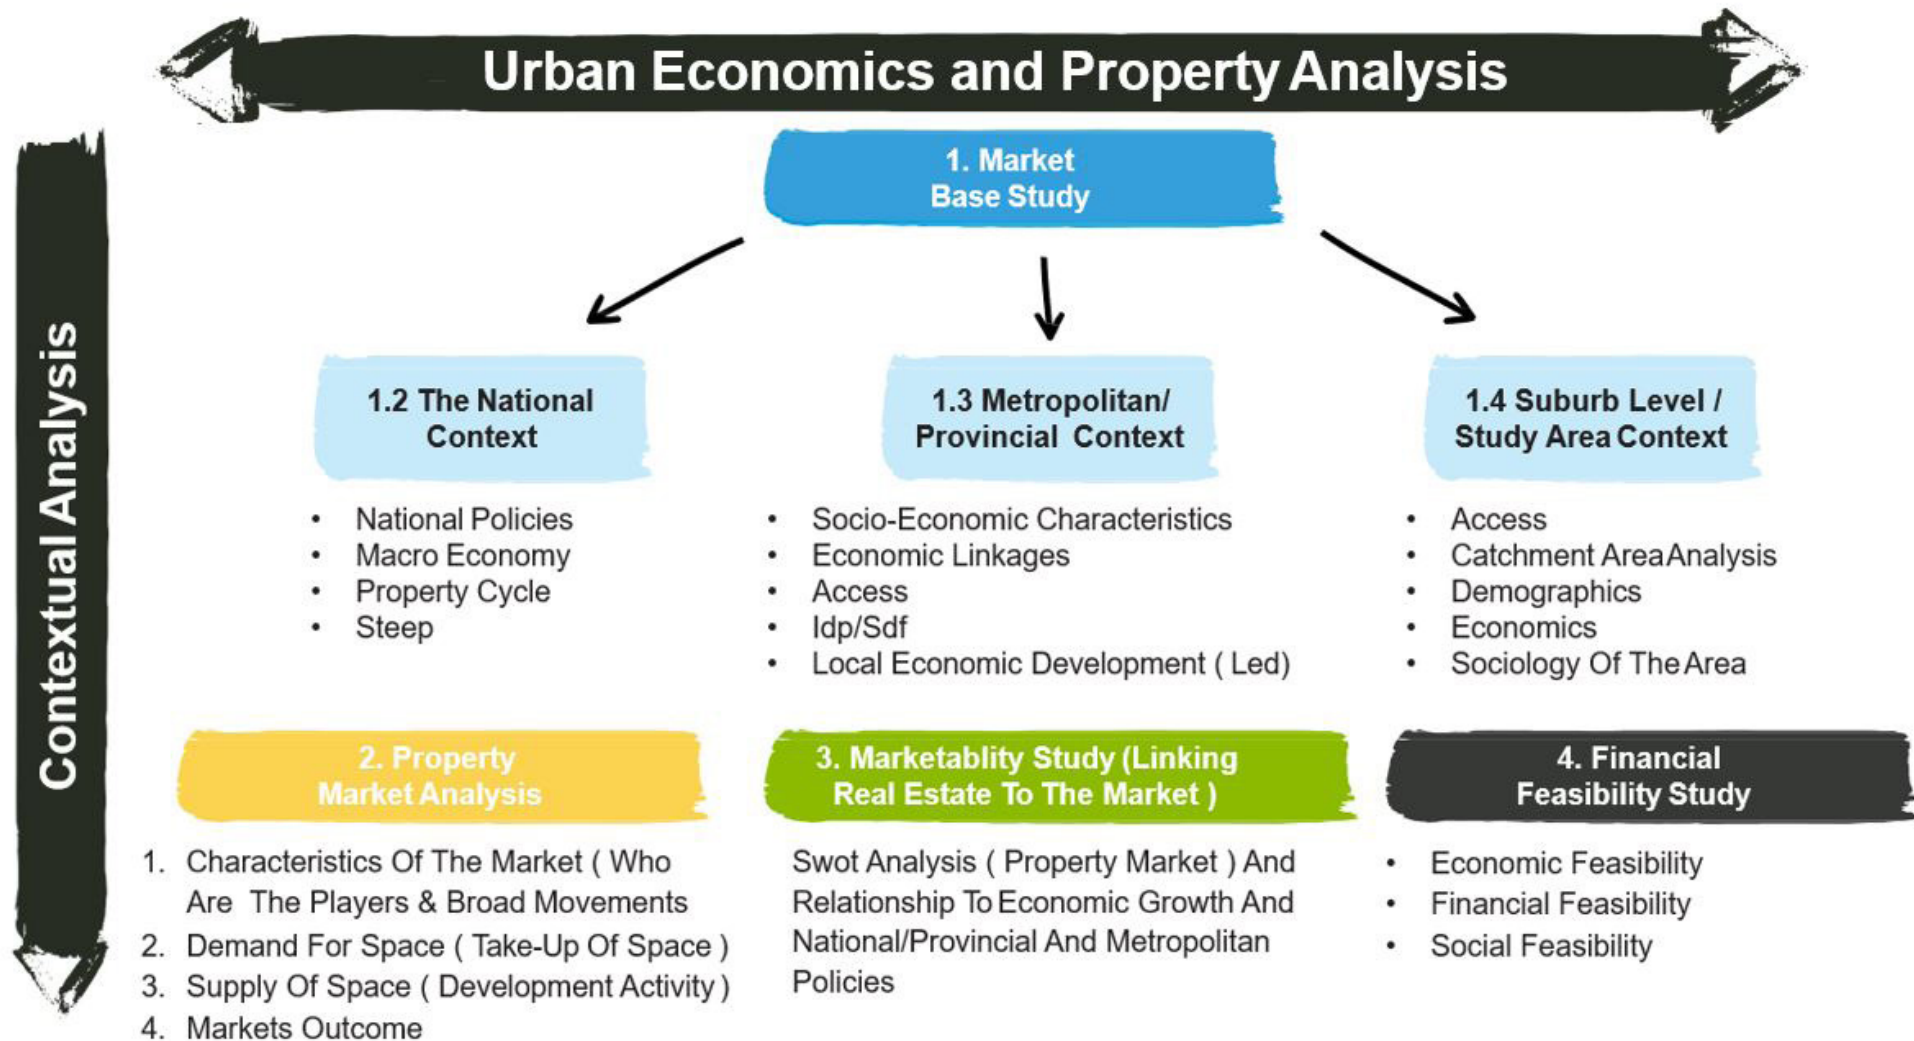 Urban Economics and Property Analysis
Contextual Analysis
1. Market
Base Study
1.2 The National
Context
• National Policies
• Macro Economy
• Property Cycle
• Steep
1.3 Metropolitan/
Provincial Context
• Socio-Economic Characteristics
• Economic Linkages
• Access
• Idp/Sdf
• Local Economic Development ( Led)
1.4 Suburb Level /
Study Area Context
• Access
• Catchment Area Analysis
• Demographics
• Economics
• Sociology Of The Area
2. Property
Market Analysis
1. Characteristics Of The Market ( Who
Are The Players & Broad Movements
2. Demand For Space ( Take-Up Of Space )
3. Supply Of Space ( Development Activity )
4. Markets Outcome
3. Marketablity Study (Linking
Real Estate To The Market )
Swot Analysis ( Property Market ) And
Relationship To Economic Growth And
National/Provincial And Metropolitan
Policies
4. Financial
Feasibility Study
• Economic Feasibility
• Financial Feasibility
• Social Feasibility